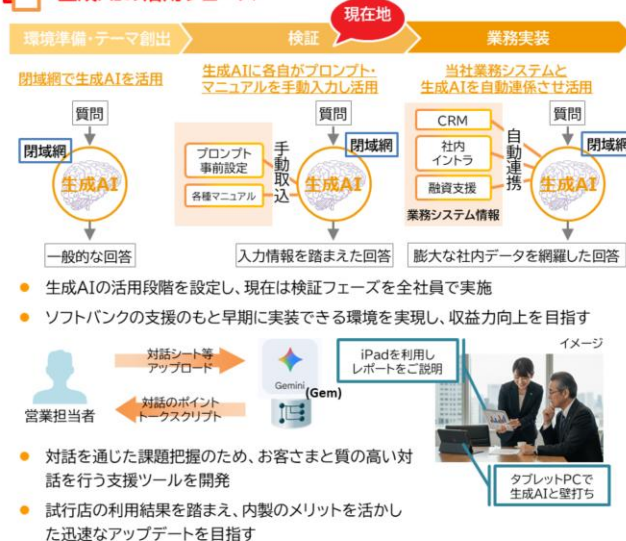 現在地
環境準備・テーマ創出
検証
業務実装
閉域網で生成AIを活用
生成AIに各自がプロンプト・
マニュアルを手動入力し活用
当社業務システムと
生成AIを自動連係させ活用
質問
閉域網
生成AI
一般的な回答
質問
プロンプト
事前設定
各種マニュアル
手動取込
閉域網
生成AI
入力情報を踏まえた回答
CRM
社内
イントラ
融資支援
業務システム情報
自動連携
質問
閉域網
生成AI
膨大な社内データを網羅した回答
● 生成AIの活用段階を設定し、現在は検証フェーズを全社員で実施
● ソフトバンクの支援のもと早期に実装できる環境を実現し、収益力向上を目指す
営業担当者
対話シート等
アップロード
対話のポイント
トークスクリプト
Gemini
(Gem)
イメージ
iPadを利用し
レポートをご説明
タブレットPCで
生成AIと壁打ち
● 対話を通じた課題把握のため、お客さまと質の高い対
話を行う支援ツールを開発
● 試行店の利用結果を踏まえ、内製のメリットを活かし
た迅速なアップデートを目指す